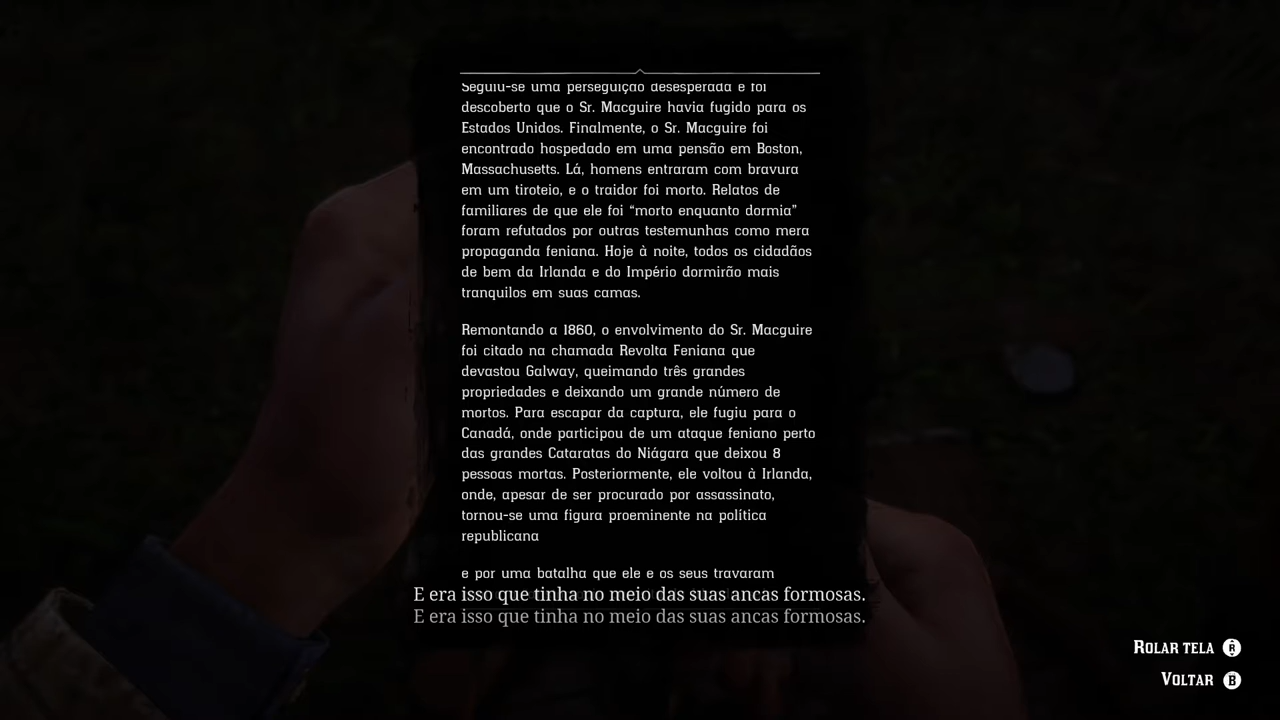 Seguiu-se uma perseguição desesperada e foi
descoberto que o Sr. Macguire havia fugido para os
Estados Unidos. Finalmente, o Sr. Macguire foi
encontrado hospedado em uma pensão em Boston,
Massachusetts. Lá, homens entraram com bravura
em um tiroteio, e o traidor foi morto. Relatos de
familiares de que ele foi “morto enquanto dormia”
foram refutados por outras testemunhas como mera
propaganda feniana. Hoje à noite, todos os cidadãos
de bem da Irlanda e do Império dormirão mais
tranquilos em suas camas.
Remontando a 1860, o envolvimento do Sr. Macguire
foi citado na chamada Revolta Feniana que
devastou Galway, queimando três grandes
propriedades e deixando um grande número de
mortos. Para escapar da captura, ele fugiu para o
Canadá, onde participou de um ataque feniano perto
das grandes Cataratas do Niágara que deixou 8
pessoas mortas. Posteriormente, ele voltou à Irlanda,
onde, apesar de ser procurado por assassinato,
tornou-se uma figura proeminente na política
republicana
e por uma batalha que ele e os seus travaram
E era isso que tinha no meio das suas ancas formosas.
E era isso que tinha no meio das suas ancas formosas.
ROLAR TELA R
VOLTAR B